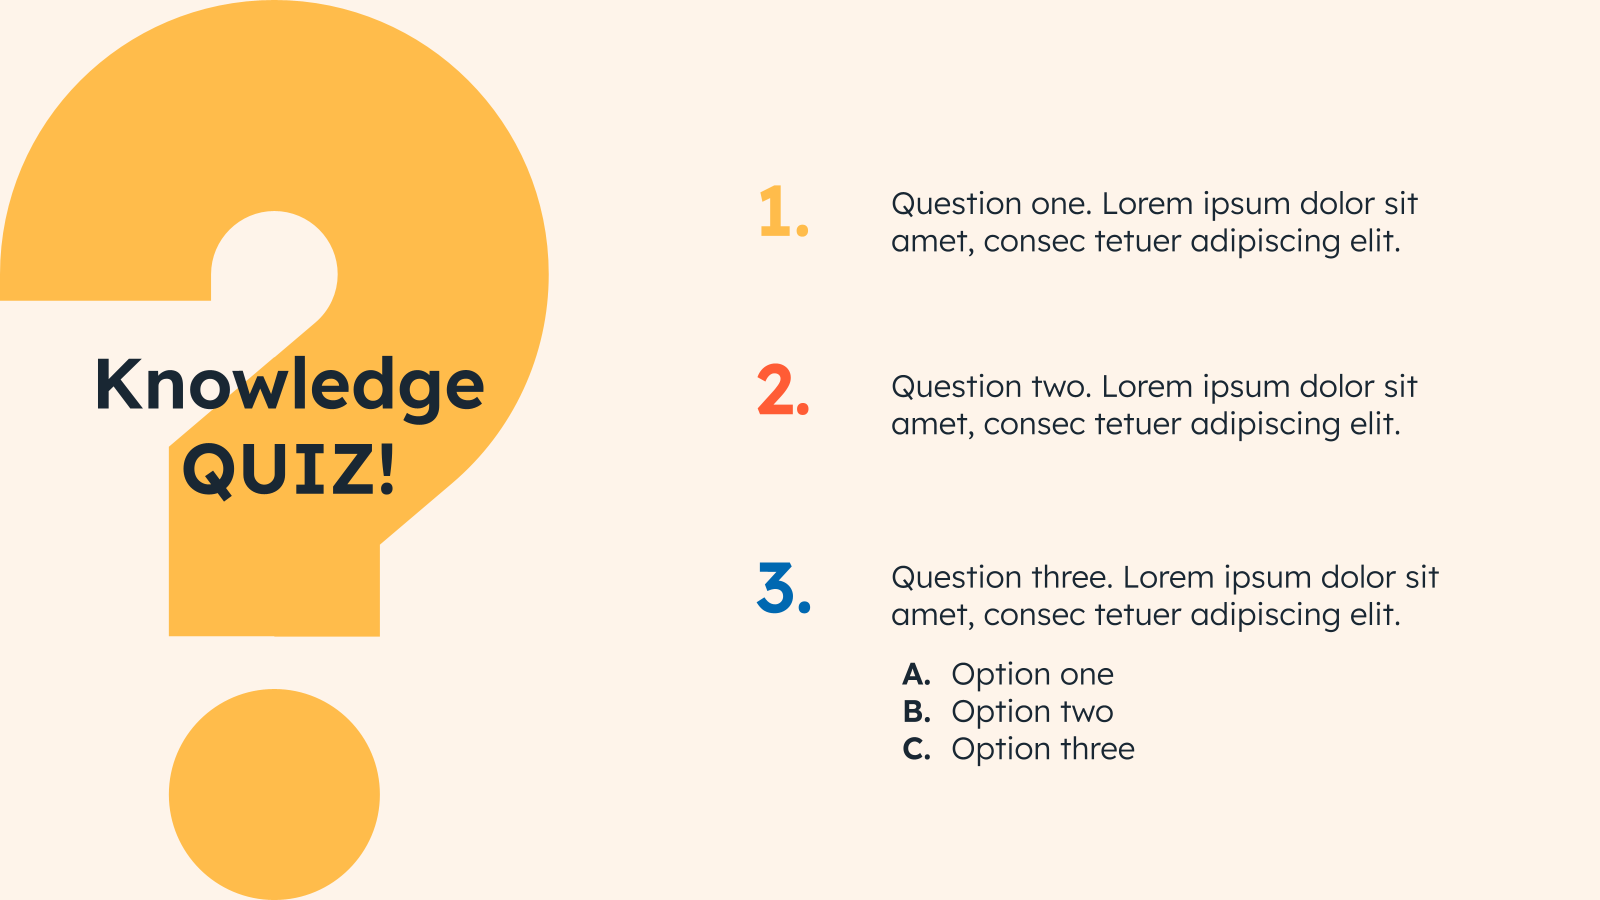 Knowledge
QUIZ!
1.
Question one. Lorem ipsum dolor sit
amet, consec tetuer adipiscing elit.
2.
Question two. Lorem ipsum dolor sit
amet, consec tetuer adipiscing elit.
3.
Question three. Lorem ipsum dolor sit
amet, consec tetuer adipiscing elit.
A. Option one
B. Option two
C. Option three